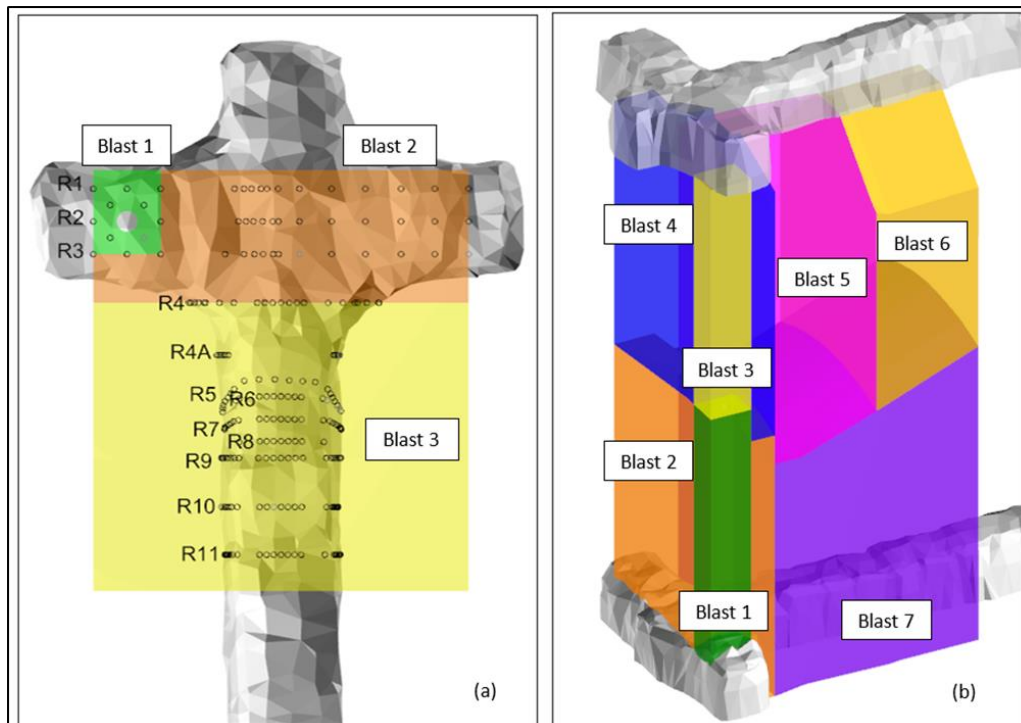 Blast 1
Blast 2
R1
R2
R3
R4
R4A
R5
R6
R7
Blast 3
R8
R9
R10
R11
(a)
Blast 4
Blast 6
Blast 5
Blast 3
Blast 2
Blast 1
Blast 7
(b)